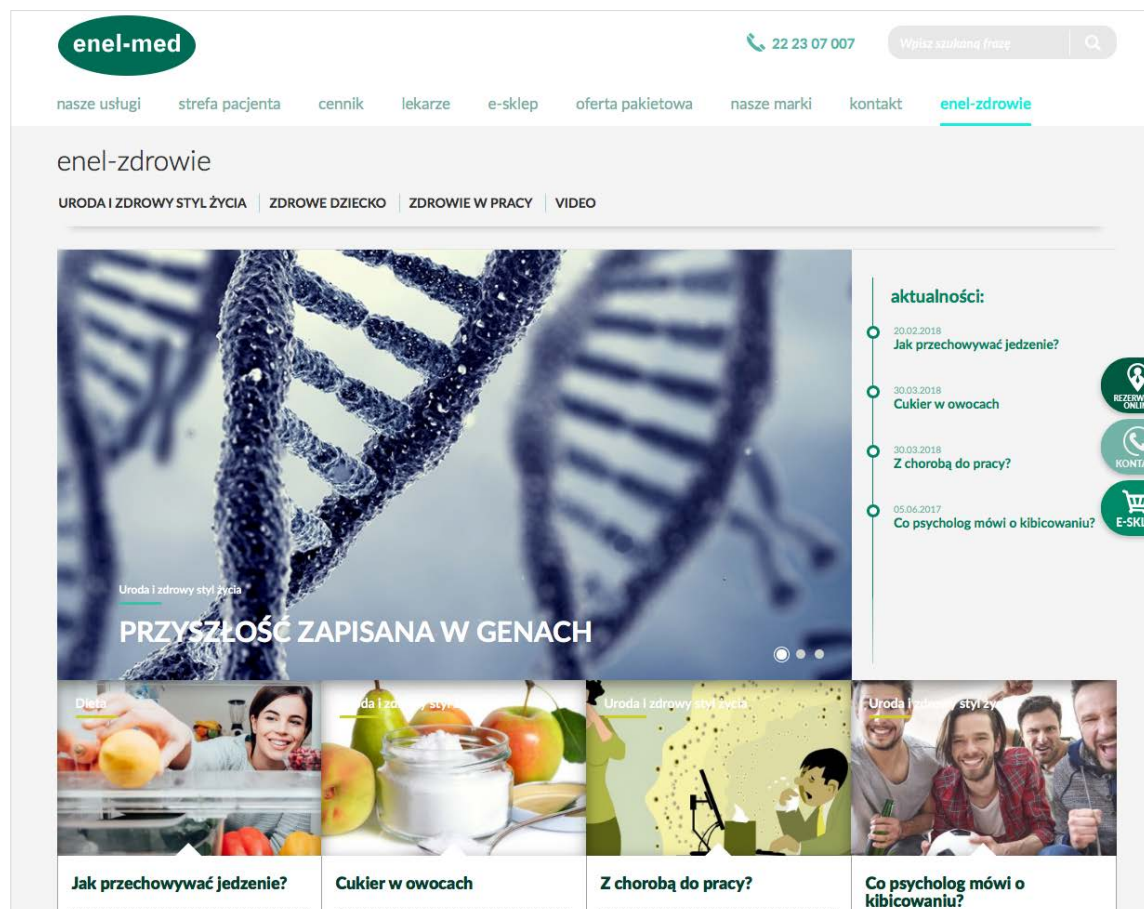 enel-med
22 23 07 007
Wpisz szukaną frazę
nasze usługi strefa pacjenta cennik lekarze e-sklep oferta pakietowa nasze marki kontakt enel-zdrowie
enel-zdrowie
URODA I ZDROWY STYL ŻYCIA ZDROWE DZIECKO ZDROWIE W PRACY VIDEO
aktualności:
20.02.2018
Jak przechowywać jedzenie?
30.03.2018
Cukier w owocach
30.03.2018
Z chorobą do pracy?
05.06.2017
Co psycholog mówi o kibicowaniu?
Uroda i zdrowy styl życia
PRZYSZŁOŚĆ ZAPISANA W GENACH
Dieta
Uroda i zdrowy styl życia
Uroda i zdrowy styl życia
Jak przechowywać jedzenie?
Cukier w owocach
Z chorobą do pracy?
Co psycholog mówi o
kibicowaniu?